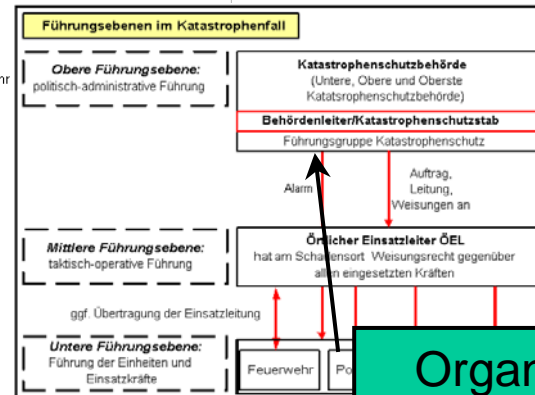 Führungsebenen im Katastrophenfall
hr
Obere Führungsebene:
politisch-administrative Führung
Katastrophenschutzbehörde
(Untere, Obere und Oberste
Katatsrophenschutzbehörde)
Behördenleiter/Katastrophenschutzstab
Führungsgruppe Katastrophenschutz
Alarm
Auftrag,
Leitung,
Weisungen an
Mittlere Führungsebene:
taktisch-operative Führung
Örtlicher Einsatzleiter ÖEL
hat am Schadensort Weisungsrecht gegenüber
allen eingesetzten Kräften
ggf. Übertragung der Einsatzleitung
Untere Führungsebene:
Führung der Einheiten und
Einsatzkräfte
Feuerwehr
Po
Organ